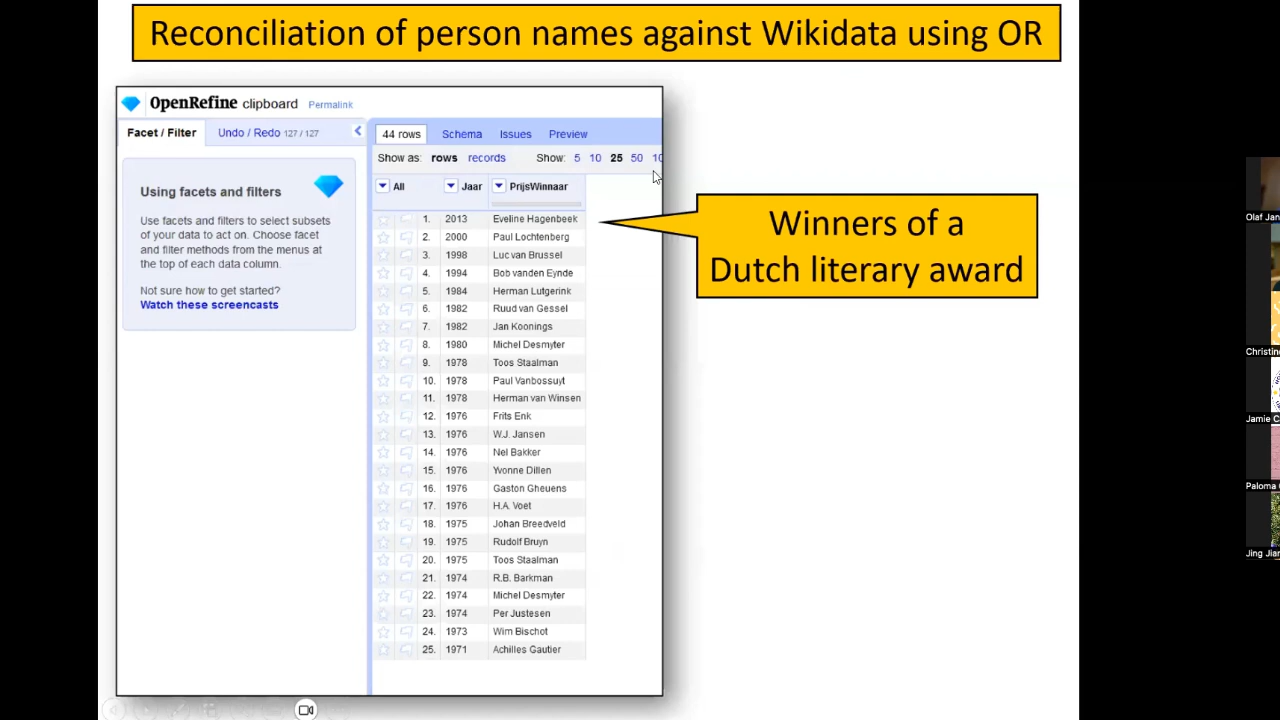 Reconciliation of person names against Wikidata using OR
OpenRefine clipboard Permalink
Facet / Filter Undo / Redo 127 / 127
44 rows Schema Issues Preview
Show as: rows records Show: 5 10 25 50 10
Using facets and filters
Use facets and filters to select subsets
of your data to act on. Choose facet
and filter methods from the menus at
the top of each data column.
Not sure how to get started?
Watch these screencasts
All Jaar PrijsWinnaar
1. 2013 Eveline Hagenbeek
2. 2000 Paul Lochtenberg
3. 1998 Luc van Brussel
4. 1994 Bob vanden Eynde
5. 1984 Herman Lutgerink
6. 1982 Ruud van Gessel
7. 1982 Jan Koonings
8. 1980 Michel Desmyter
9. 1978 Toos Staalman
10. 1978 Paul Vanbossuyt
11. 1978 Herman van Winsen
12. 1976 Frits Enk
13. 1976 W.J. Jansen
14. 1976 Nel Bakker
15. 1976 Yvonne Dillen
16. 1976 Gaston Gheuens
17. 1976 H.A. Voet
18. 1975 Johan Breedveld
19. 1975 Rudolf Bruyn
20. 1975 Toos Staalman
21. 1974 R.B. Barkman
22. 1974 Michel Desmyter
23. 1974 Per Justesen
24. 1973 Wim Bischot
25. 1971 Achilles Gautier
Winners of a
Dutch literary award
Olaf Jan
Christine
Jamie C
Paloma
Jing Jian